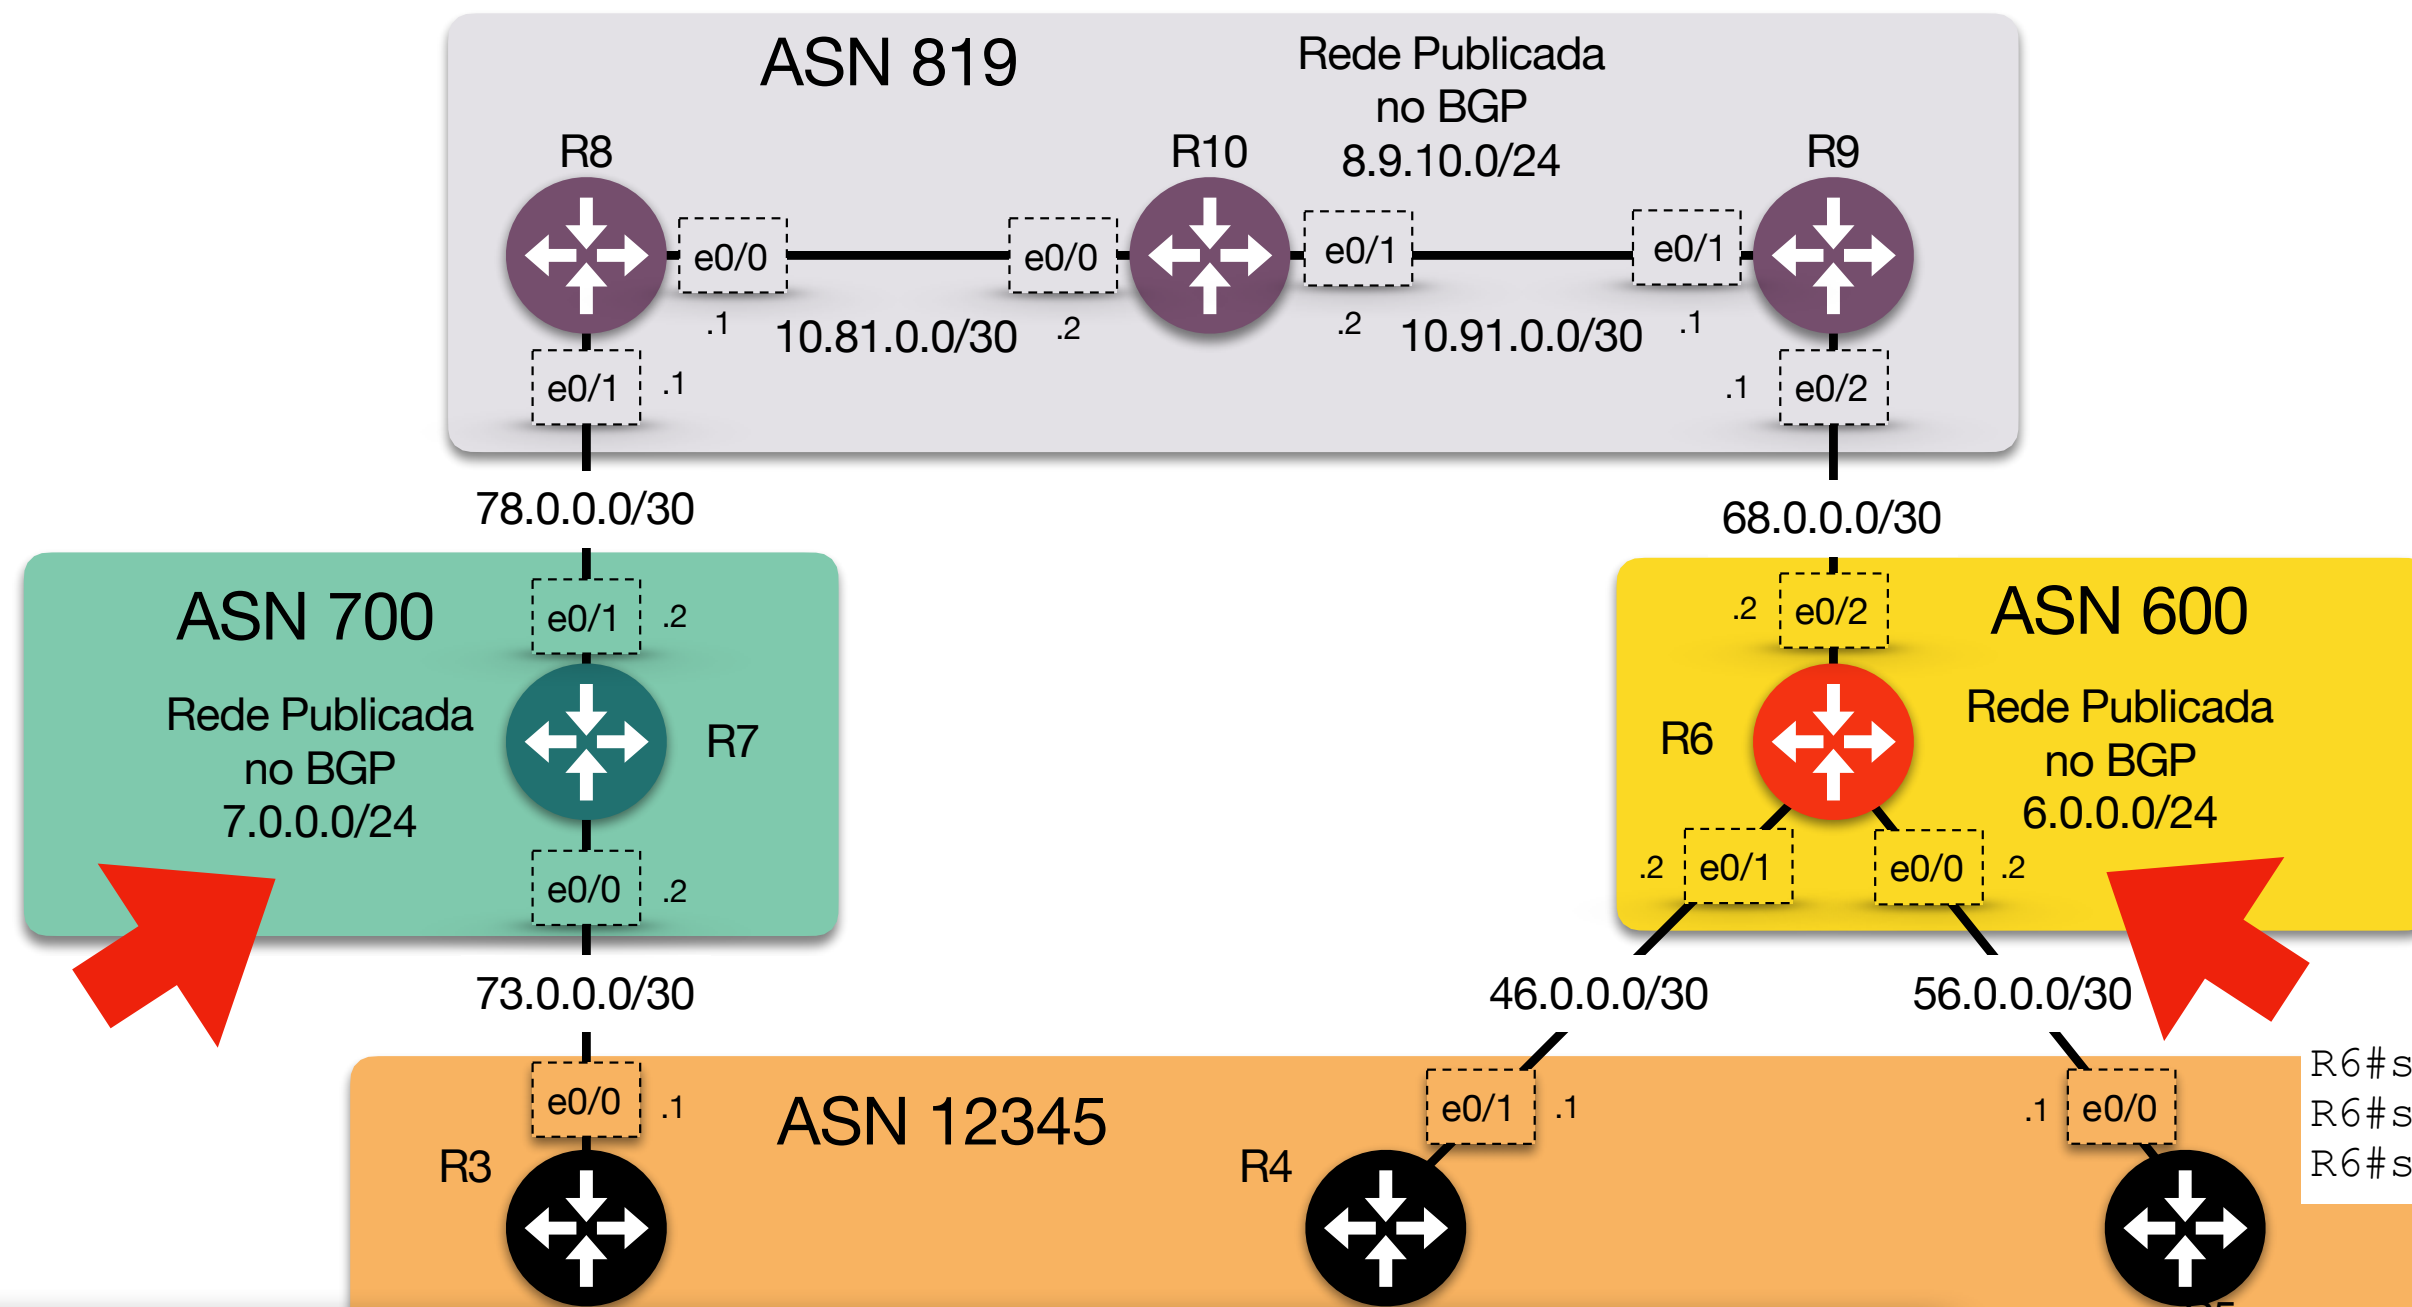 ASN 819
Rede Publicada
no BGP
8.9.10.0/24
R8
R10
R9
e0/0
e0/0
e0/1
e0/1
.1
10.81.0.0/30
.2
.2
10.91.0.0/30
.1
e0/1
.1
.1
e0/2
78.0.0.0/30
68.0.0.0/30
ASN 700
e0/1
.2
Rede Publicada
no BGP
7.0.0.0/24
R7
e0/0
.2
.2
e0/2
ASN 600
R6
Rede Publicada
no BGP
6.0.0.0/24
.2
e0/1
e0/0
.2
73.0.0.0/30
46.0.0.0/30
56.0.0.0/30
e0/0
.1
ASN 12345
e0/1
.1
.1
e0/0
R3
R4
R6#s
R6#s
R6#s